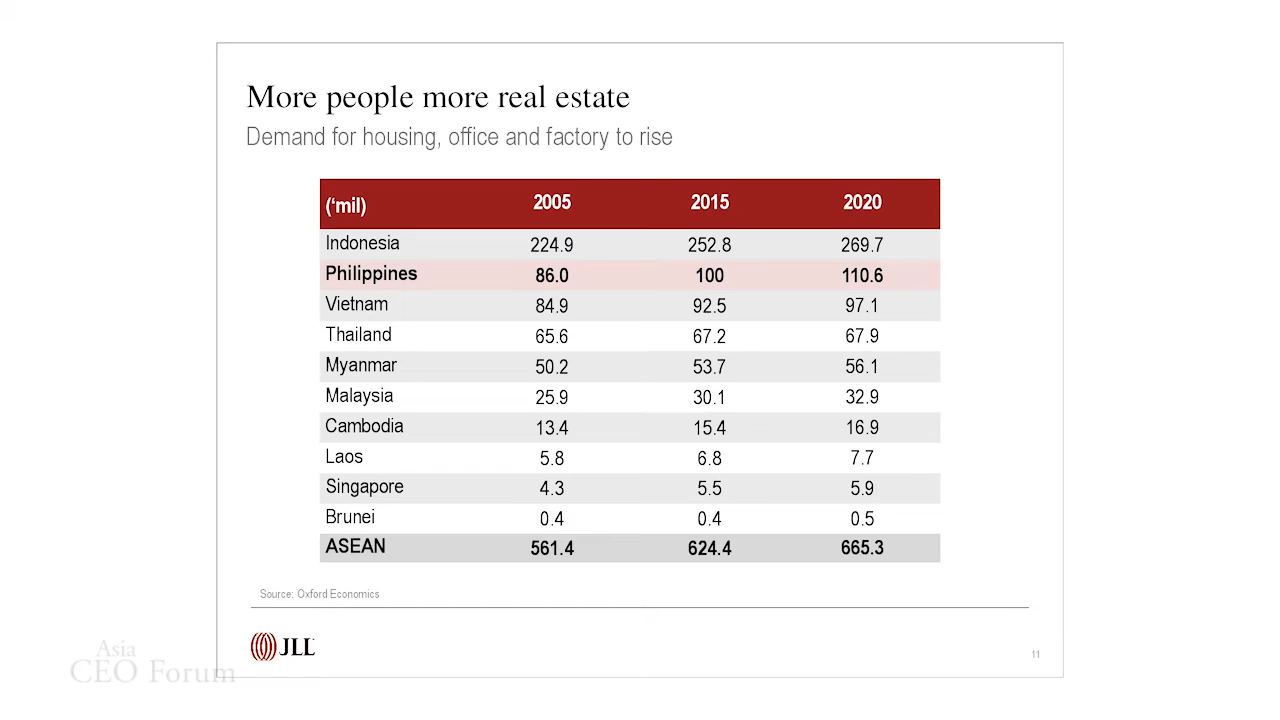 More people more real estate
Demand for housing, office and factory to rise
(‘mil) 2005 2015 2020
Indonesia 224.9 252.8 269.7
Philippines 86.0 100 110.6
Vietnam 84.9 92.5 97.1
Thailand 65.6 67.2 67.9
Myanmar 50.2 53.7 56.1
Malaysia 25.9 30.1 32.9
Cambodia 13.4 15.4 16.9
Laos 5.8 6.8 7.7
Singapore 4.3 5.5 5.9
Brunei 0.4 0.4 0.5
ASEAN 561.4 624.4 665.3
Source: Oxford Economics
JLL
11
Asia
CEO Forum